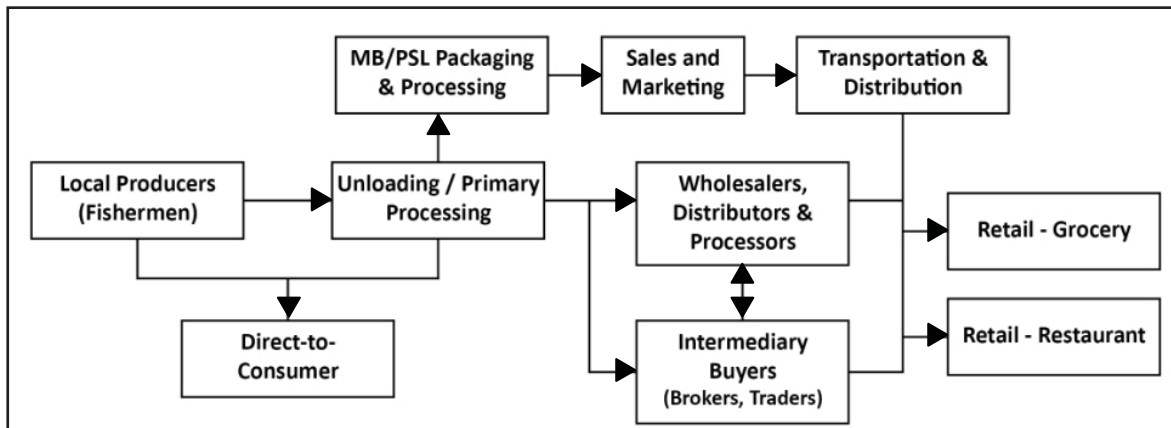 MB/PSL Packaging
& Processing
Sales and
Marketing
Transportation &
Distribution
Local Producers
(Fishermen)
Unloading / Primary
Processing
Wholesalers,
Distributors &
Processors
Retail - Grocery
Direct-to-
Consumer
Intermediary
Buyers
(Brokers, Traders)
Retail - Restaurant